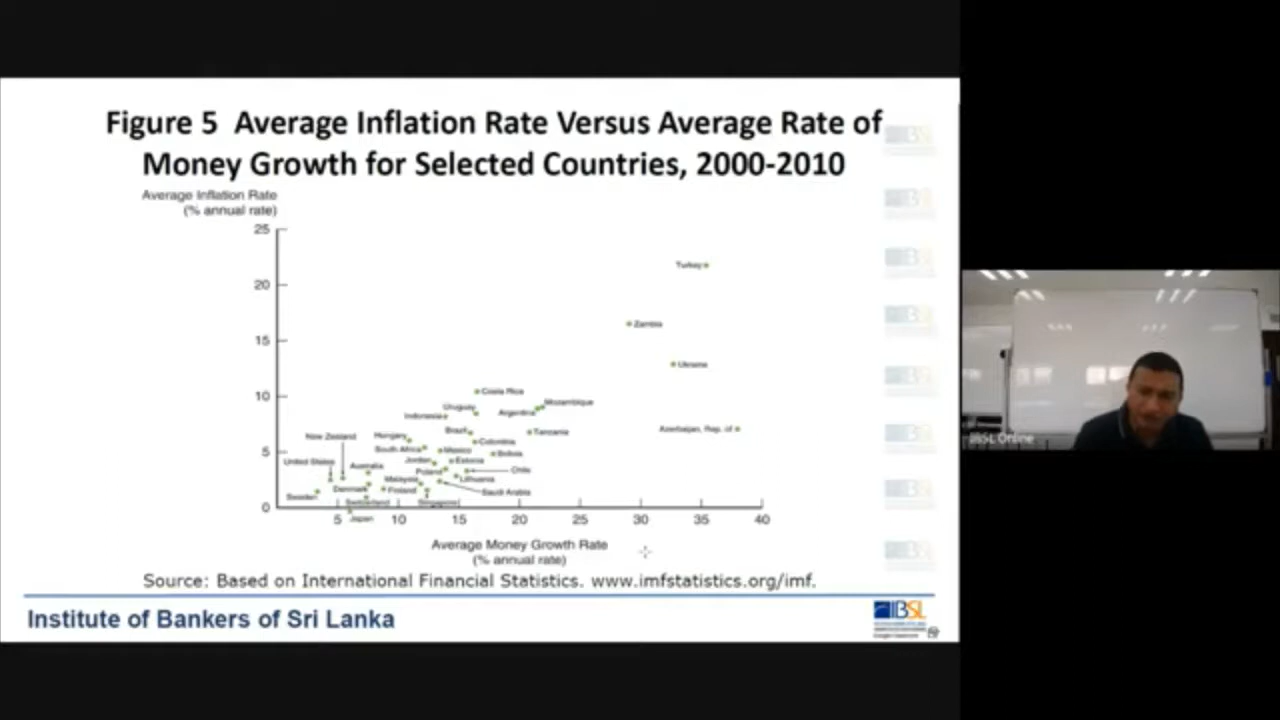 Figure 5 Average Inflation Rate Versus Average Rate of
Money Growth for Selected Countries, 2000-2010
Average Inflation Rate
(% annual rate)
25
20
15
10
5
0
Turkey
Zambia
Ukraine
Costa Rica
Mozambique
Uruguay
Argentina
Indonesia
Azerbaijan, Rep. of
Brazil
Tanzania
New Zealand
Hungary
Colombia
South Africa
Mexico
Bolivia
United States
Australia
Jordan
Estonia
Poland
Chile
Malaysia
Lithuania
Denmark
Finland
Saudi Arabia
Sweden
Switzerland
Singapore
Japan
5 10 15 20 25 30 35 40
Average Money Growth Rate
(% annual rate)
Source: Based on International Financial Statistics. www.imfstatistics.org/imf.
Institute of Bankers of Sri Lanka
IBSL
IBSL Online